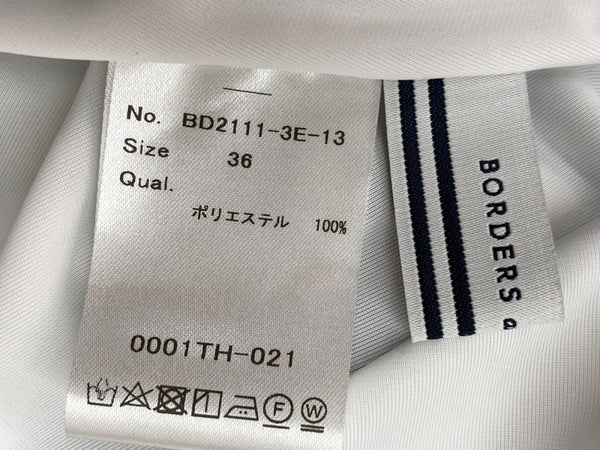 No. BD2111-3E-13
Size 36
Qual.
ポリエステル 100%
0001TH-021
F W
BORDERS a